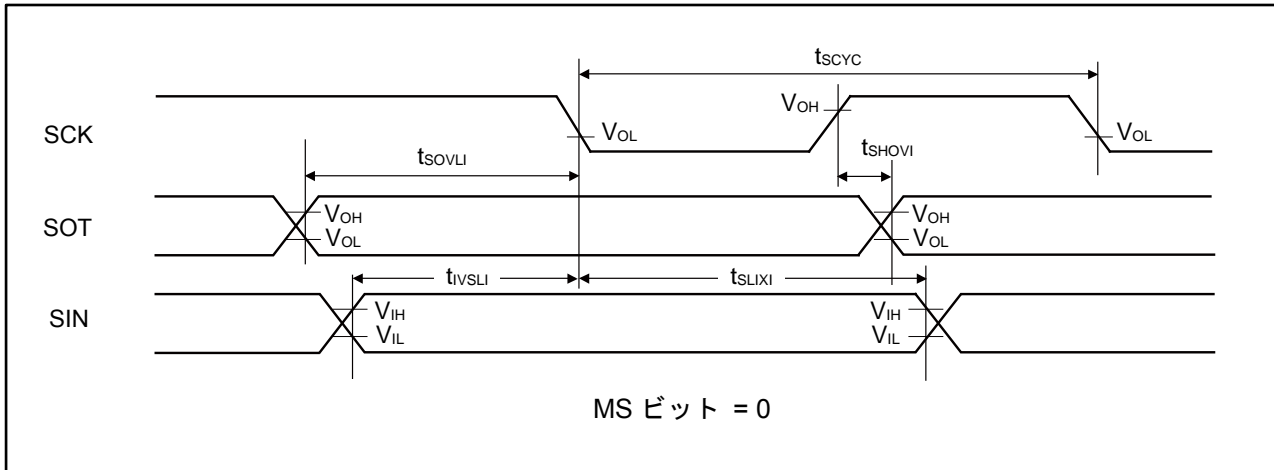 tSCYC
VOH
SCK
VOL
VOL
tSOVLI
tSHOVI
SOT
VOH
VOL
VOH
VOL
tIVSLI
tSLIXI
SIN
VIH
VIL
VIH
VIL
MS ビット = 0